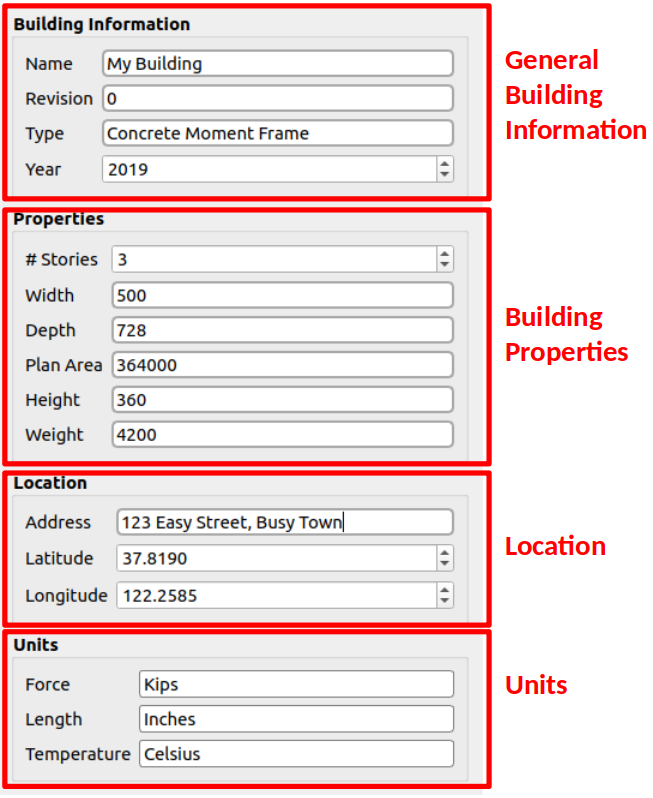 Building Information
Name My Building
Revision 0
Type Concrete Moment Frame
Year 2019
General
Building
Information
Properties
# Stories 3
Width 500
Depth 728
Plan Area 364000
Height 360
Weight 4200
Building
Properties
Location
Address 123 Easy Street, Busy Town
Latitude 37.8190
Longitude 122.2585
Location
Units
Force Kips
Length Inches
Temperature Celsius
Units